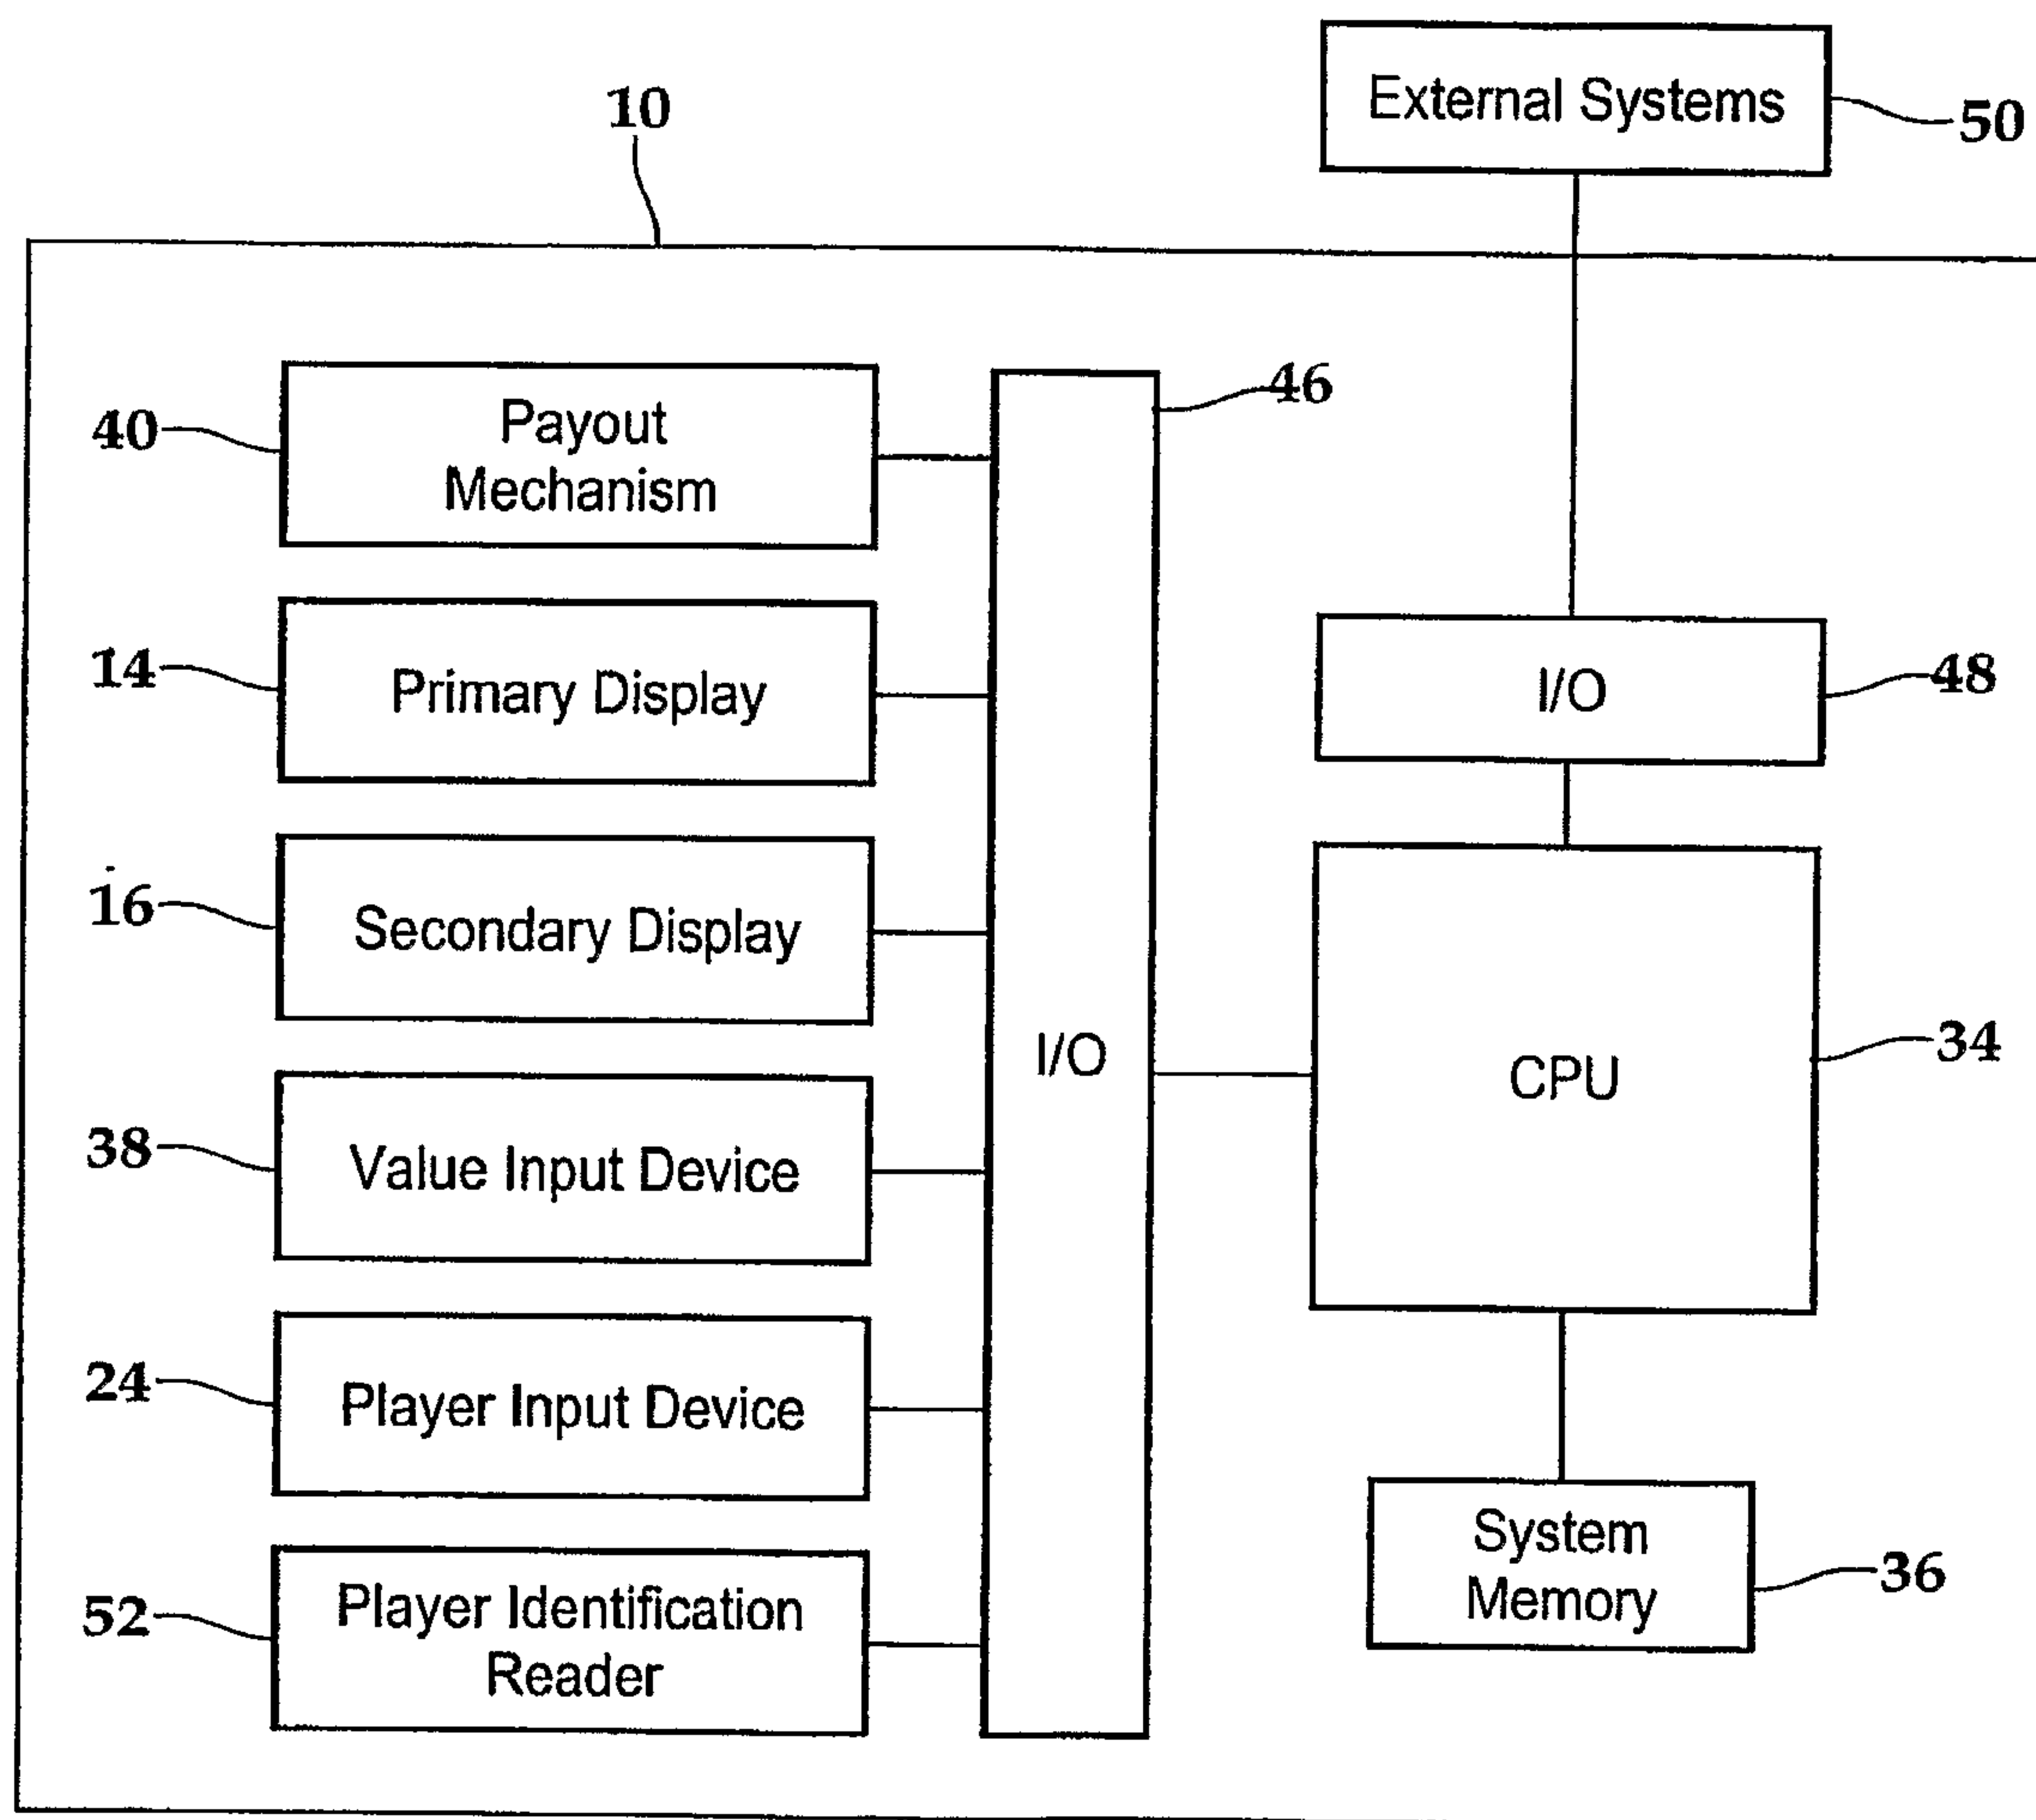 External Systems
50
10
46
40
Payout
Mechanism
14
Primary Display
I/O
48
16
Secondary Display
I/O
CPU
34
38
Value Input Device
24
Player Input Device
System
Memory
36
52
Player Identification
Reader